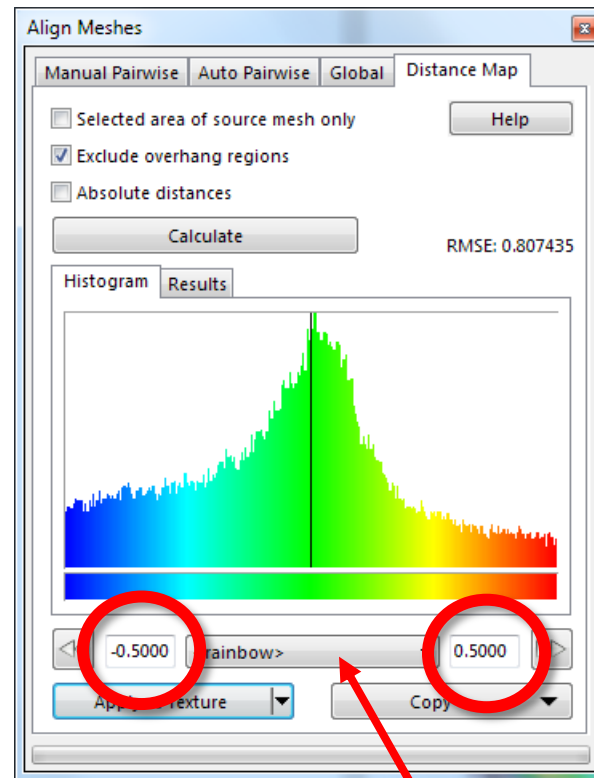 Align Meshes
Manual Pairwise Auto Pairwise Global Distance Map
Selected area of source mesh only Help
Exclude overhang regions
Absolute distances
Calculate RMSE: 0.807435
Histogram Results
-0.5000 rainbow> 0.5000
Texture Copy